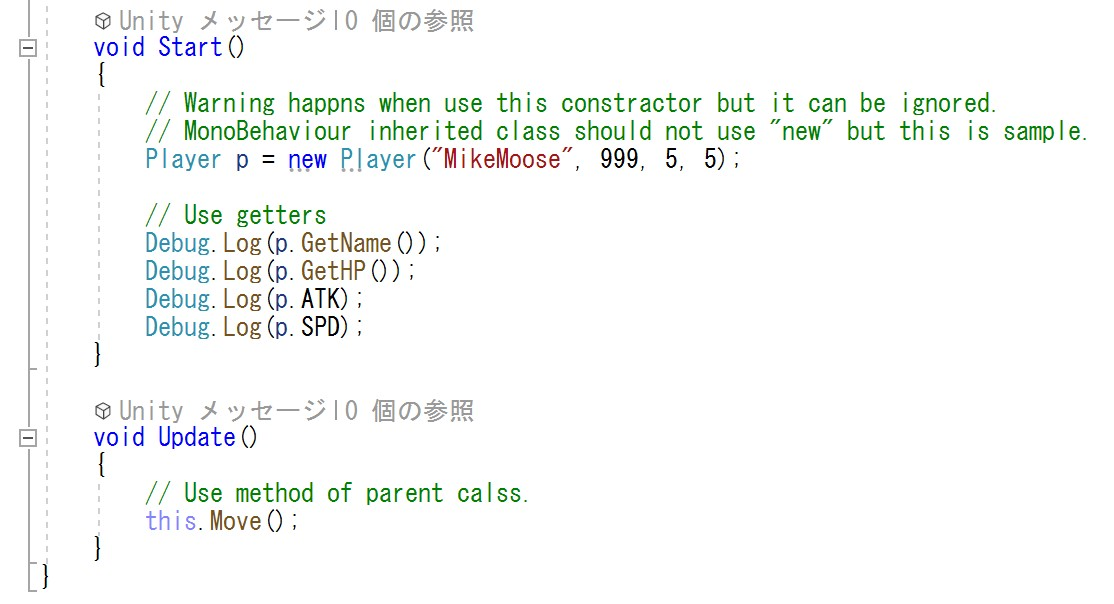 Unity メッセージ|0 個の参照
void Start()
{
// Warning happns when use this constractor but it can be ignored.
// MonoBehaviour inherited class should not use "new" but this is sample.
Player p = new Player("MikeMoose", 999, 5, 5);
// Use getters
Debug.Log(p.GetName());
Debug.Log(p.GetHP());
Debug.Log(p.ATK);
Debug.Log(p.SPD);
}
Unity メッセージ|0 個の参照
void Update()
{
// Use method of parent calss.
this.Move();
}
}